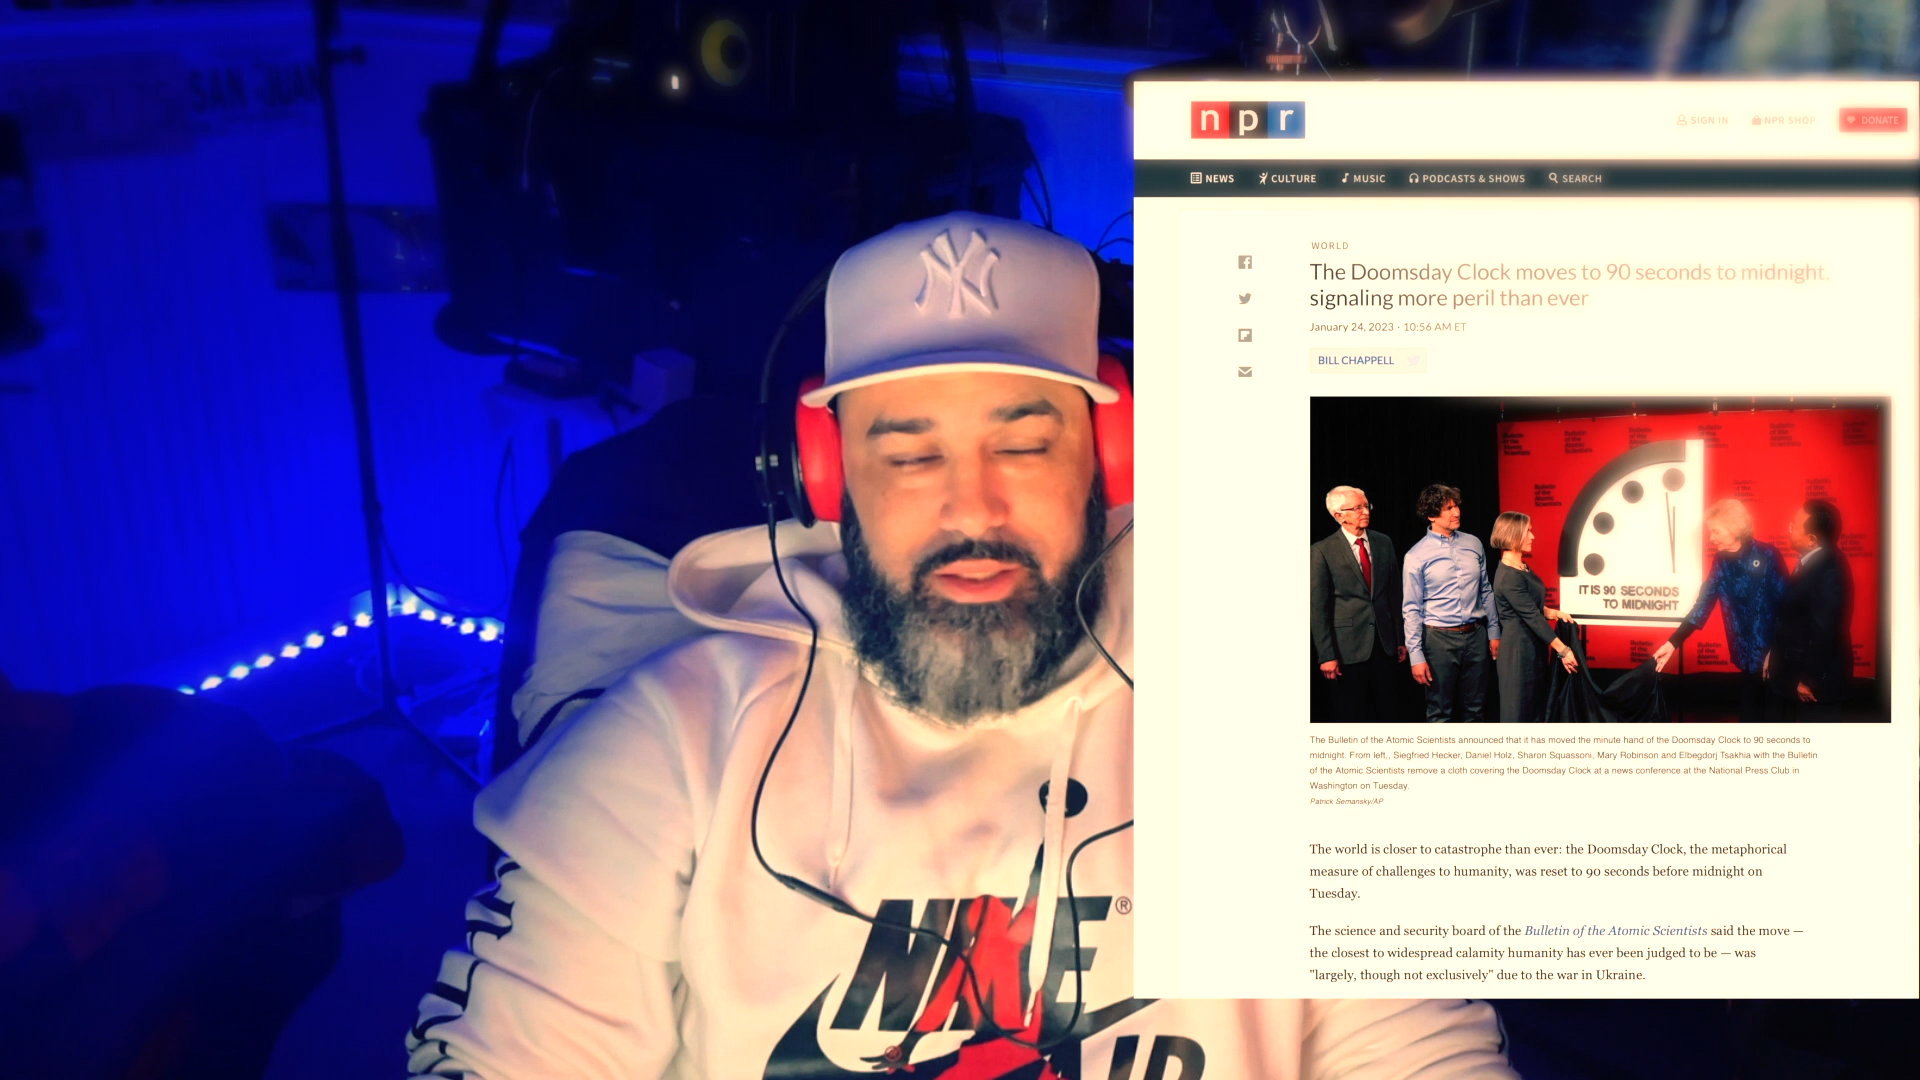 SAN JUAN
NY
NIKE
®
npr
SIGN IN
NPR SHOP
DONATE
NEWS
CULTURE
MUSIC
PODCASTS & SHOWS
SEARCH
WORLD
The Doomsday Clock moves to 90 seconds to midnight,
signaling more peril than ever
January 24, 2023 · 10:56 AM ET
BILL CHAPPELL
Bulletin
of the
Atomic
Scientists
IT IS 90 SECONDS
TO MIDNIGHT
The Bulletin of the Atomic Scientists announced that it has moved the minute hand of the Doomsday Clock to 90 seconds to
midnight. From left,, Siegfried Hecker, Daniel Holz, Sharon Squassoni, Mary Robinson and Elbegdorj Tsakhia with the Bulletin
of the Atomic Scientists remove a cloth covering the Doomsday Clock at a news conference at the National Press Club in
Washington on Tuesday.
Patrick Semansky/AP
The world is closer to catastrophe than ever: the Doomsday Clock, the metaphorical
measure of challenges to humanity, was reset to 90 seconds before midnight on
Tuesday.
The science and security board of the Bulletin of the Atomic Scientists said the move —
the closest to widespread calamity humanity has ever been judged to be — was
"largely, though not exclusively" due to the war in Ukraine.